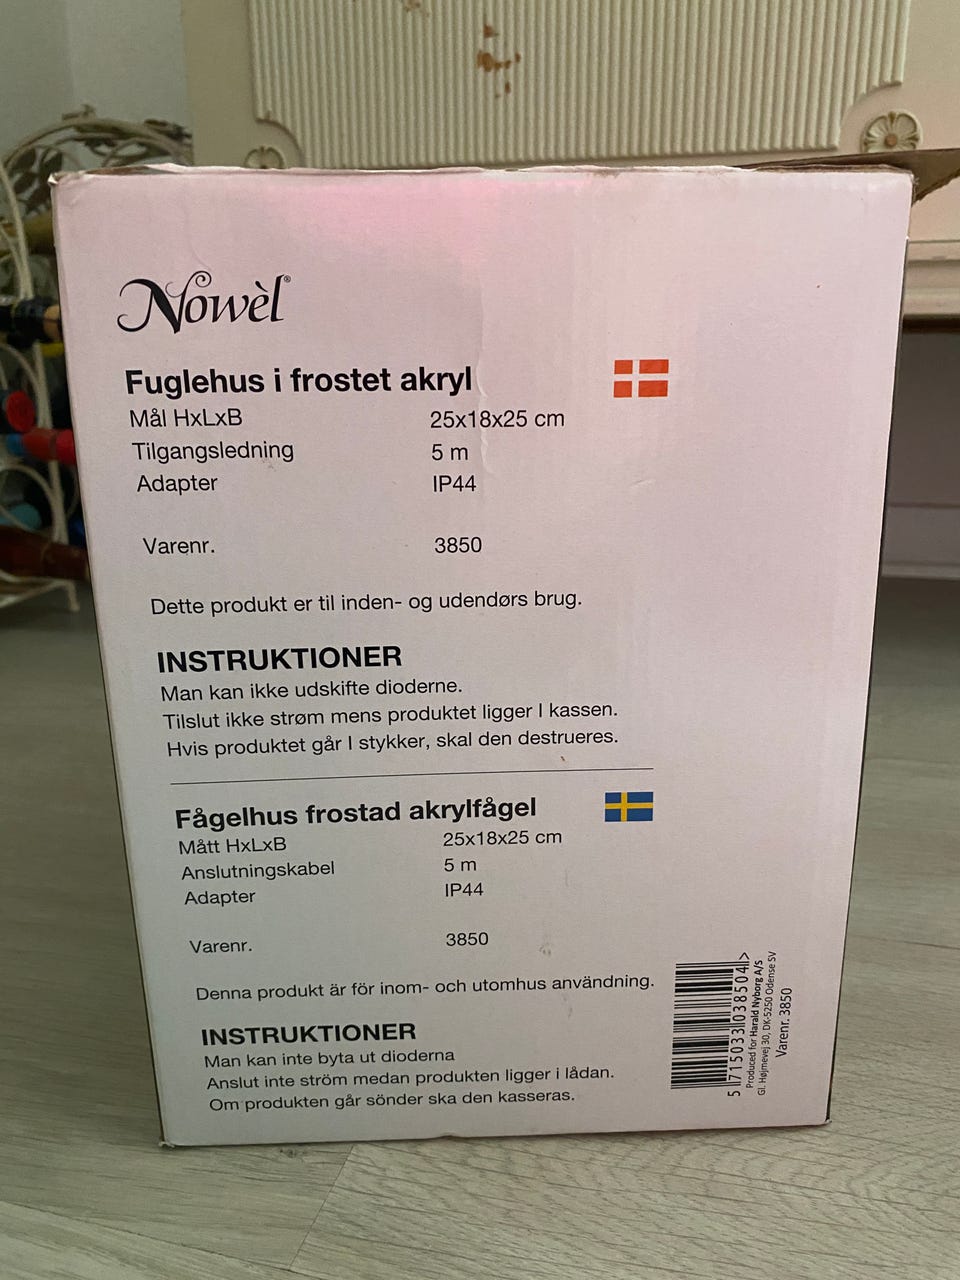 Nowèl®
Fuglehus i frostet akryl
Mål HxLxB 25x18x25 cm
Tilgangsledning 5 m
Adapter IP44
Varenr. 3850
Dette produkt er til inden- og udendørs brug.
INSTRUKTIONER
Man kan ikke udskifte dioderne.
Tilslut ikke strøm mens produktet ligger I kassen.
Hvis produktet går I stykker, skal den destrueres.
Fågelhus frostad akrylfågel
Mått HxLxB 25x18x25 cm
Anslutningskabel 5 m
Adapter IP44
Varenr. 3850
Denna produkt är för inom- och utomhus användning.
INSTRUKTIONER
Man kan inte byta ut dioderna
Anslut inte ström medan produkten ligger i lådan.
Om produkten går sönder ska den kasseras.
5 715033 038504 >
Produced for Harald Nyborg A/S
Gl. Højmevej 30, DK-5250 Odense SV
Varenr. 3850